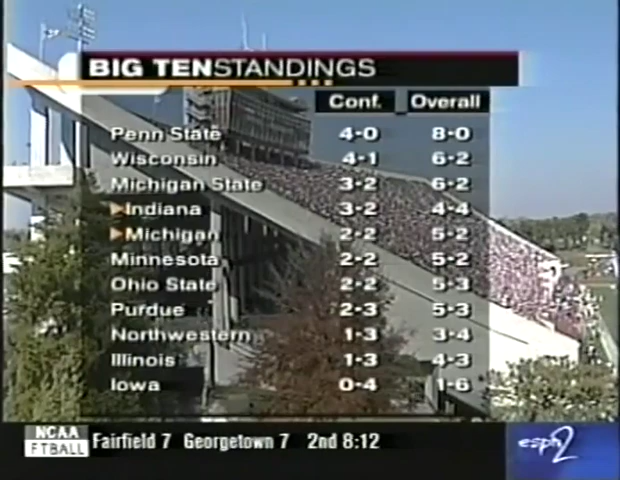 BIG TENSTANDINGS
Conf. Overall
Penn State 4-0 8-0
Wisconsin 4-1 6-2
Michigan State 3-2 6-2
Indiana 3-2 4-4
Michigan 2-2 5-2
Minnesota 2-2 5-2
Ohio State 2-2 5-3
Purdue 2-3 5-3
Northwestern 1-3 3-4
Illinois 1-3 4-3
Iowa 0-4 1-6
NCAA
FTBALL
Fairfield 7 Georgetown 7 2nd 8:12
espn2